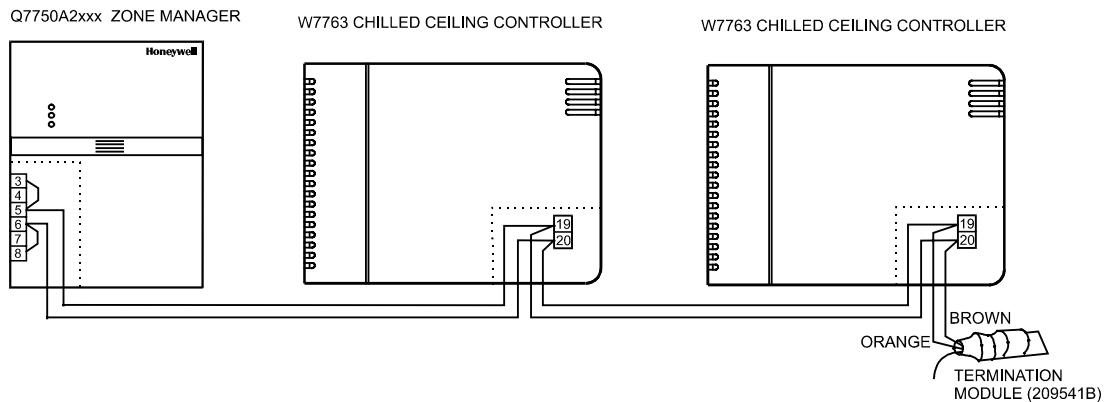 Q7750A2xxx ZONE MANAGER
W7763 CHILLED CEILING CONTROLLER
W7763 CHILLED CEILING CONTROLLER
Honeywell
3
4
5
6
7
8
19
20
19
20
BROWN
ORANGE
TERMINATION
MODULE (209541B)